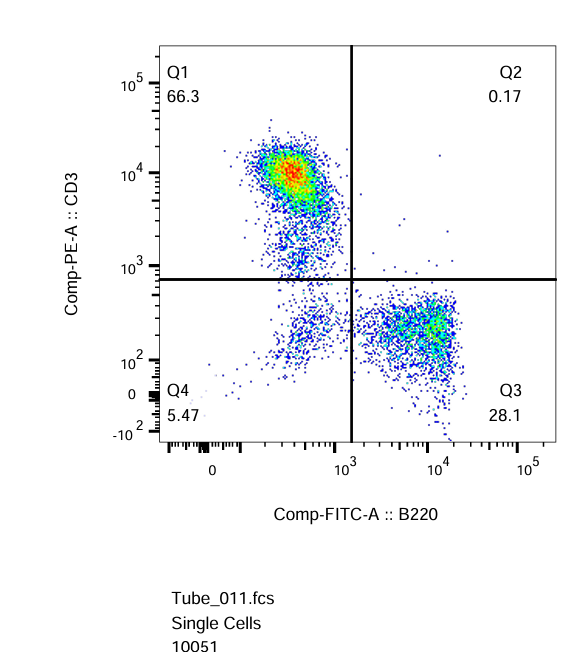 Q1
66.3
Q2
0.17
10^5
10^4
10^3
10^2
0
-10^2
Comp-PE-A :: CD3
Q4
5.47
Q3
28.1
0
10^3
10^4
10^5
Comp-FITC-A :: B220
Tube_011.fcs
Single Cells
10051